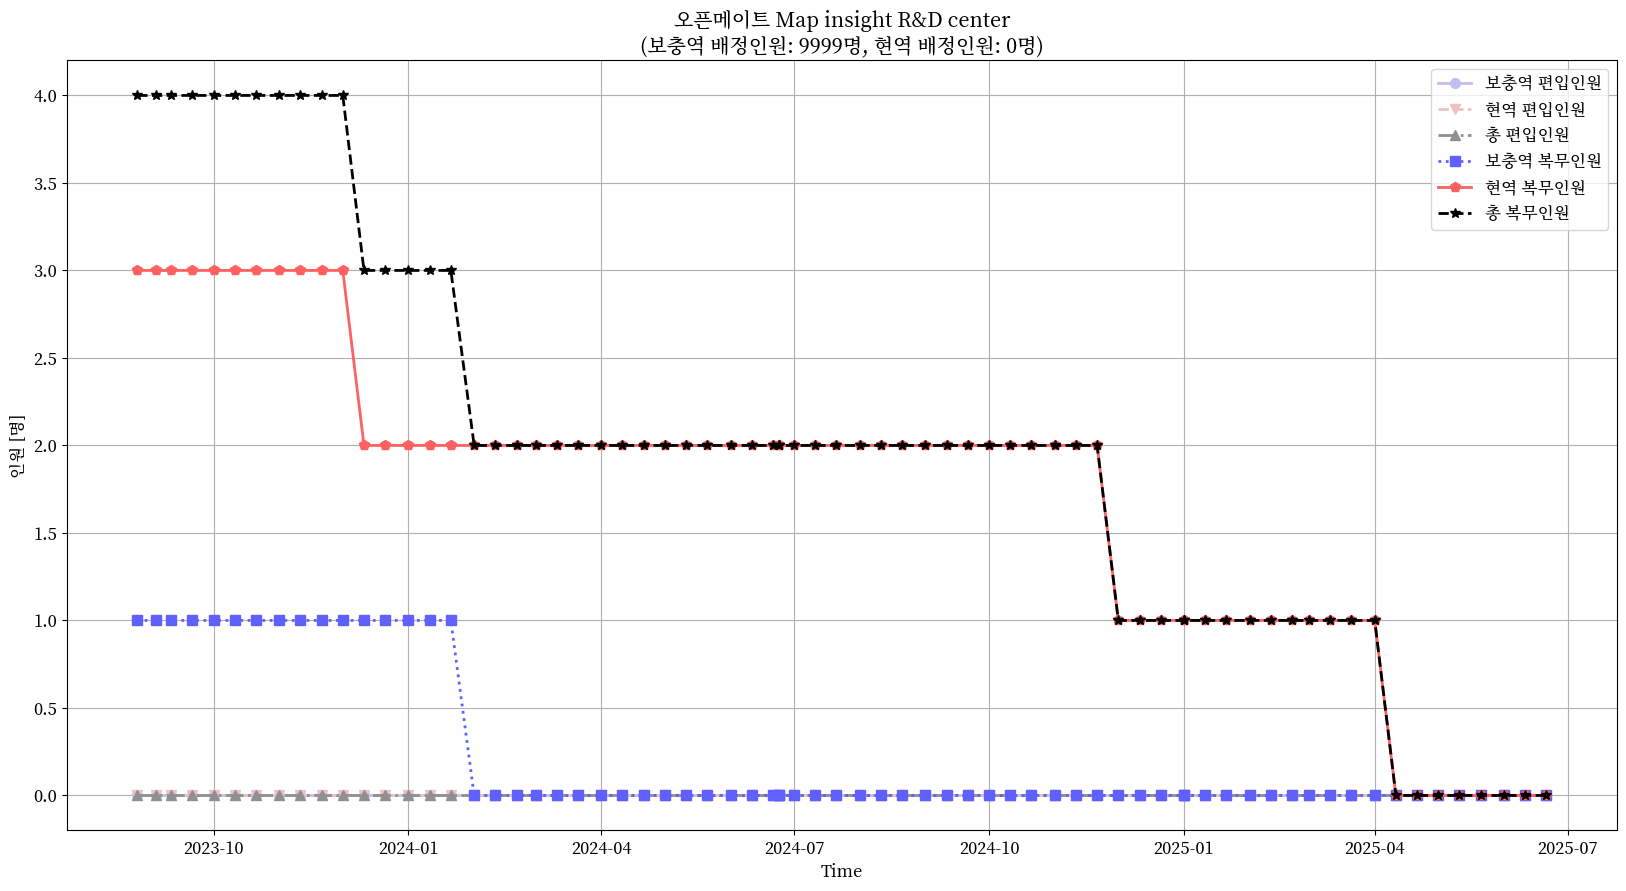 오픈메이트 Map insight R&D center
(보충역 배정인원: 9999명, 현역 배정인원: 0명)
보충역 편입인원
현역 편입인원
총 편입인원
보충역 복무인원
현역 복무인원
총 복무인원
인원 [명]
4.0
3.5
3.0
2.5
2.0
1.5
1.0
0.5
0.0
2023-10
2024-01
2024-04
2024-07
2024-10
2025-01
2025-04
2025-07
Time